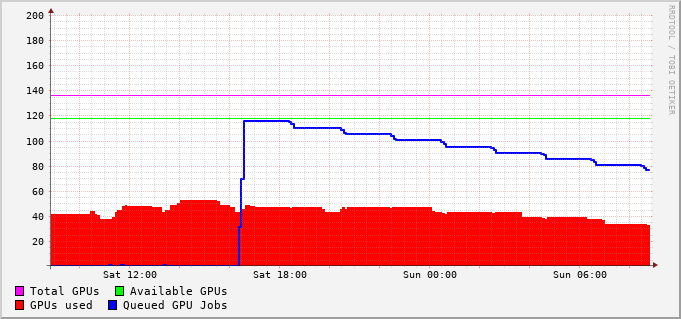 200
180
160
140
120
100
80
60
40
20
Sat 12:00 Sat 18:00 Sun 00:00 Sun 06:00
Total GPUs Available GPUs
GPUs used Queued GPU Jobs
RRDTOOL / TOBI OETIKER